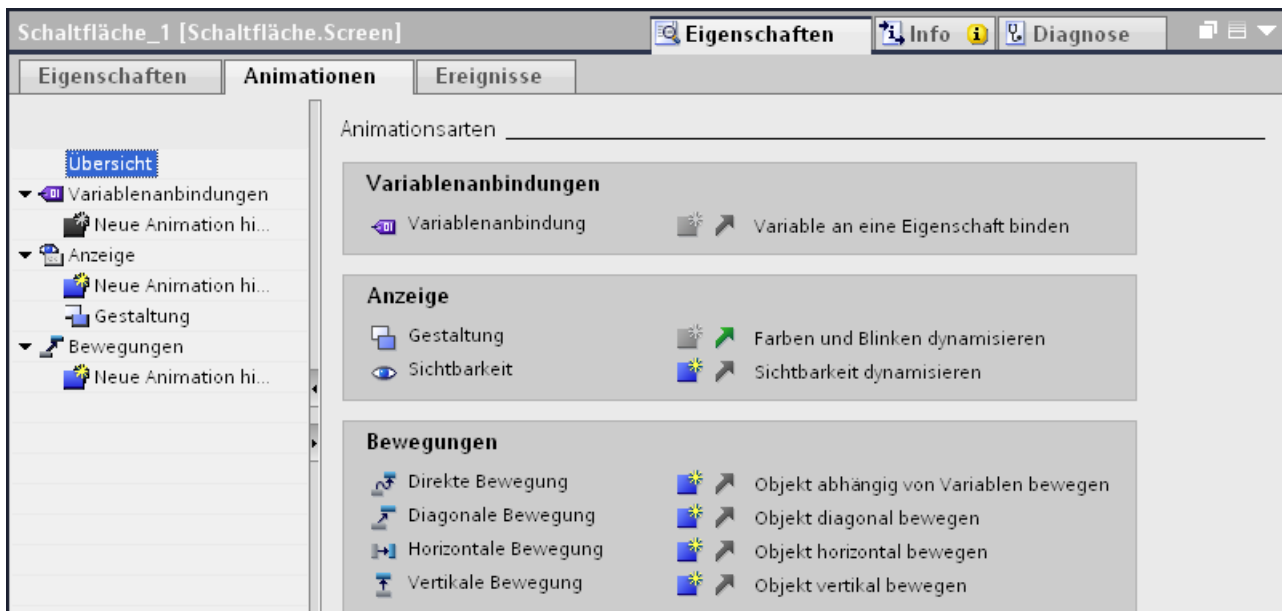 Schaltfläche_1 [Schaltfläche.Screen]
Eigenschaften
Info
Diagnose
Eigenschaften
Animationen
Ereignisse
Übersicht
Variablenanbindungen
Neue Animation hi...
Anzeige
Neue Animation hi...
Gestaltung
Bewegungen
Neue Animation hi...
Animationsarten
Variablenanbindungen
Variablenanbindung Variable an eine Eigenschaft binden
Anzeige
Gestaltung Farben und Blinken dynamisieren
Sichtbarkeit Sichtbarkeit dynamisieren
Bewegungen
Direkte Bewegung Objekt abhängig von Variablen bewegen
Diagonale Bewegung Objekt diagonal bewegen
Horizontale Bewegung Objekt horizontal bewegen
Vertikale Bewegung Objekt vertikal bewegen